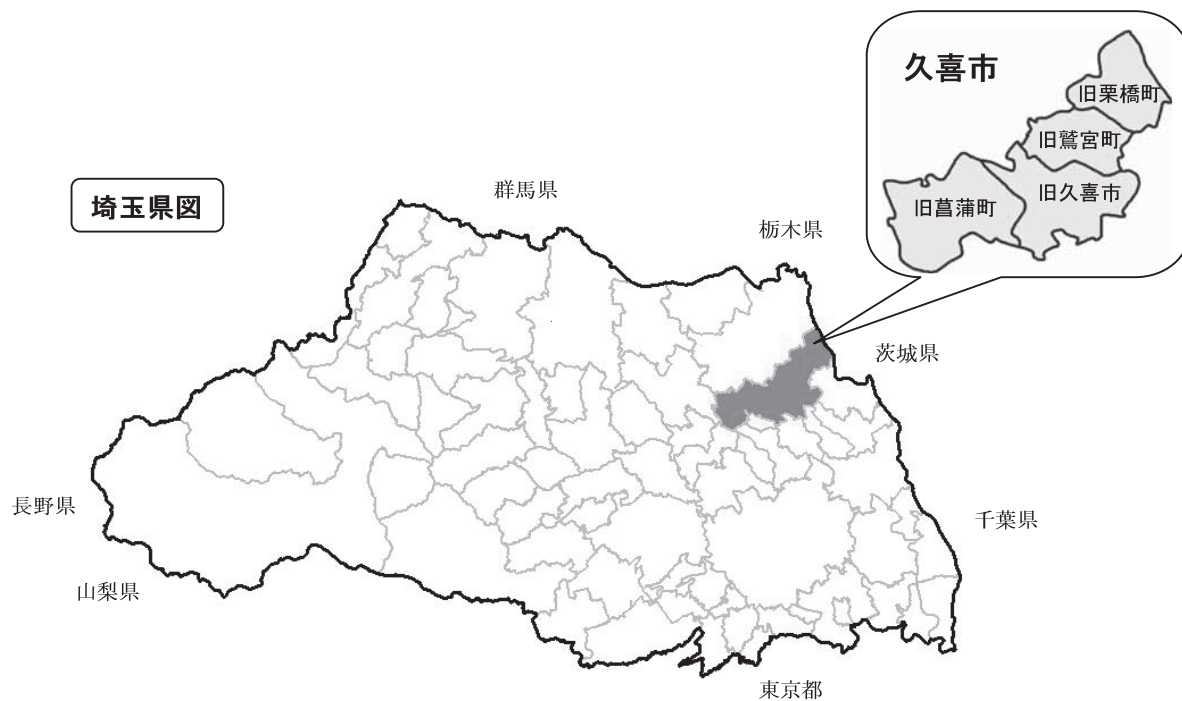 久喜市
旧栗橋町
旧鷲宮町
旧久喜市
旧菖蒲町
埼玉県図
群馬県
栃木県
茨城県
長野県
千葉県
山梨県
東京都